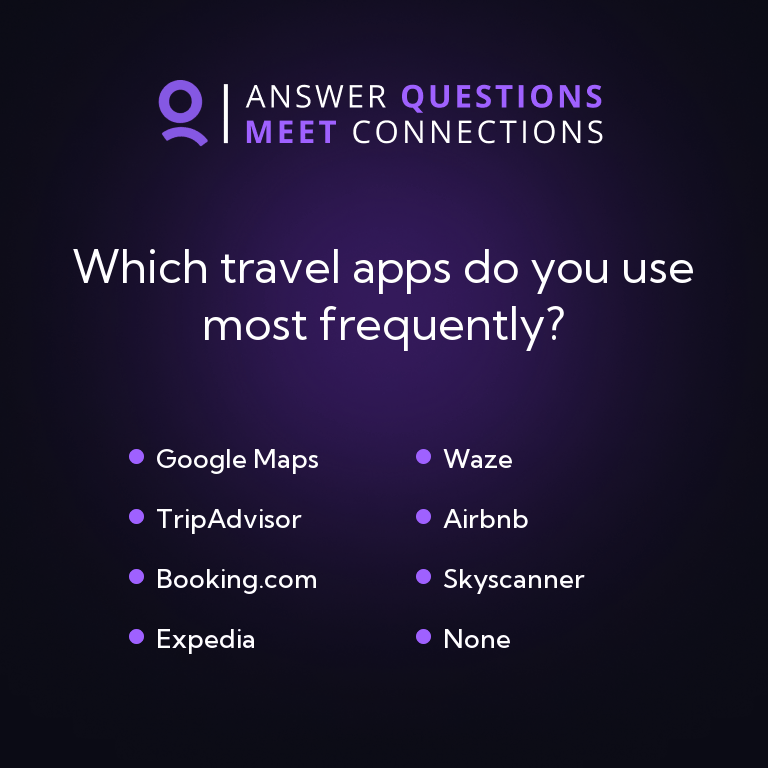 ANSWER QUESTIONS
MEET CONNECTIONS
Which travel apps do you use
most frequently?
Google Maps
TripAdvisor
Booking.com
Expedia
Waze
Airbnb
Skyscanner
None